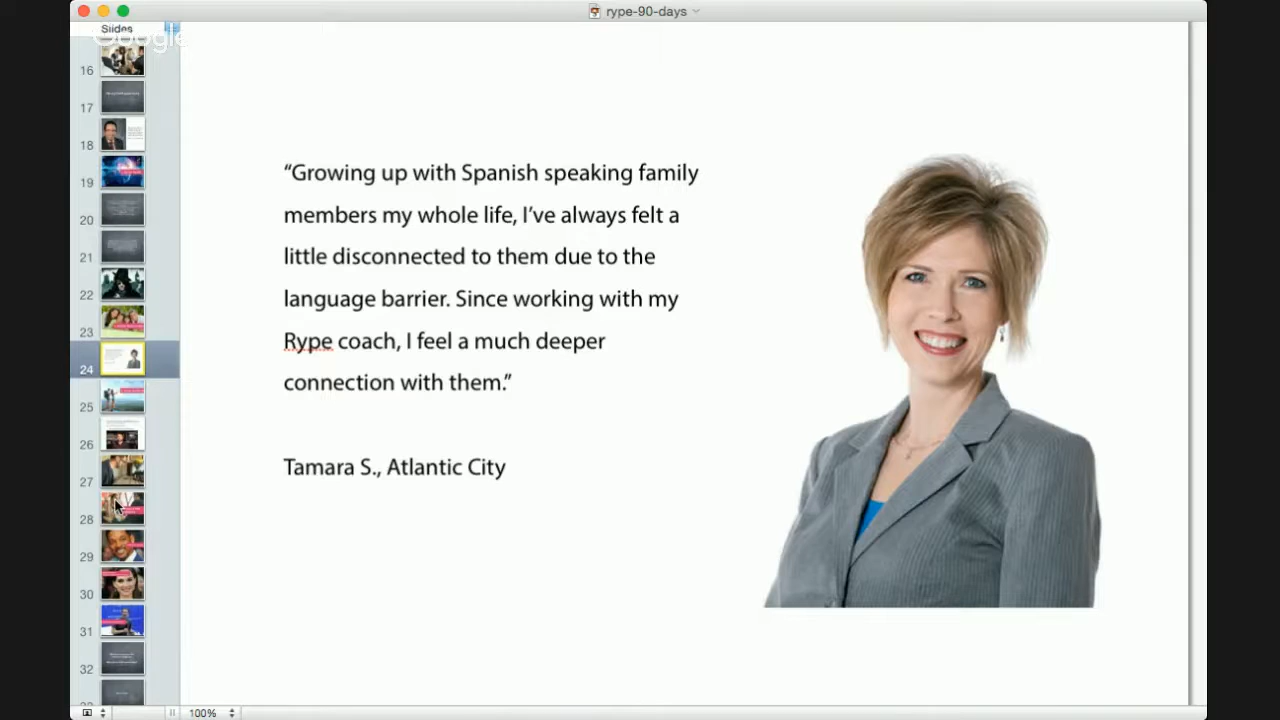 rype-90-days
Slides
Google
16
17
18
19
20
21
22
23
24
25
26
27
28
29
30
31
32
“Growing up with Spanish speaking family
members my whole life, I’ve always felt a
little disconnected to them due to the
language barrier. Since working with my
Rype coach, I feel a much deeper
connection with them.”
Tamara S., Atlantic City
100%